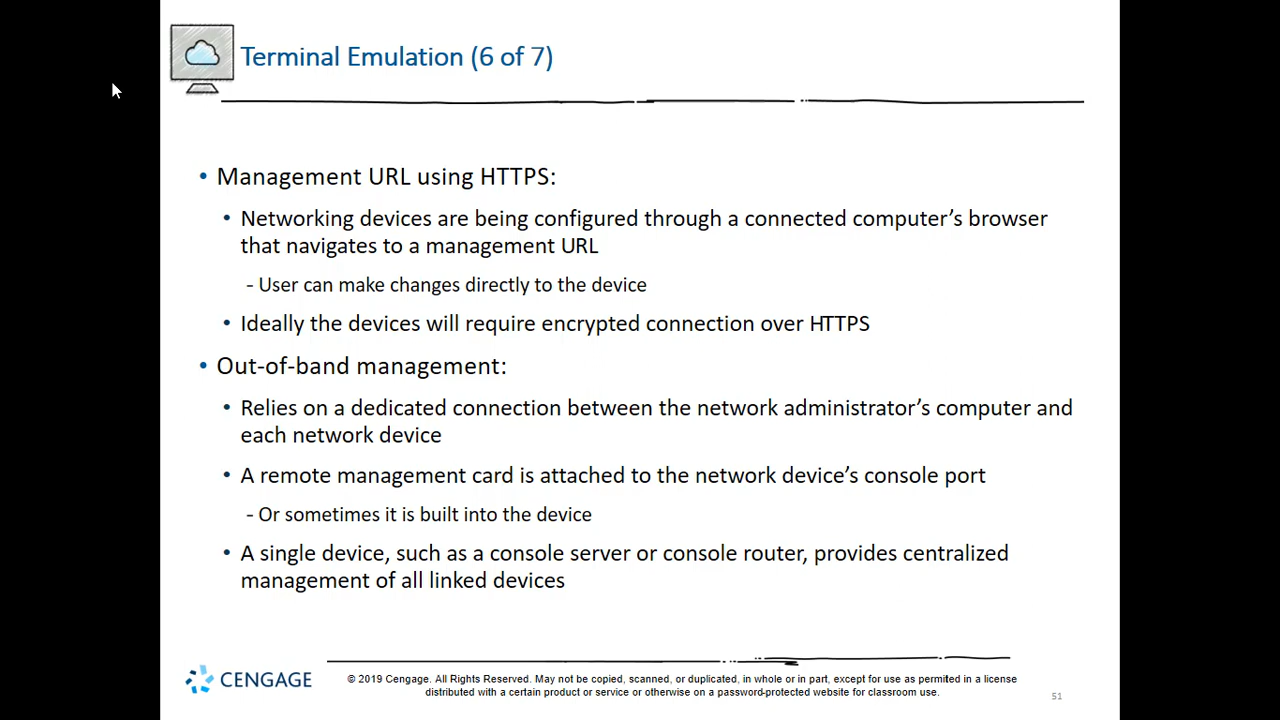 Terminal Emulation (6 of 7)
• Management URL using HTTPS:
• Networking devices are being configured through a connected computer’s browser
that navigates to a management URL
- User can make changes directly to the device
• Ideally the devices will require encrypted connection over HTTPS
• Out-of-band management:
• Relies on a dedicated connection between the network administrator’s computer and
each network device
• A remote management card is attached to the network device’s console port
- Or sometimes it is built into the device
• A single device, such as a console server or console router, provides centralized
management of all linked devices
CENGAGE
© 2019 Cengage. All Rights Reserved. May not be copied, scanned, or duplicated, in whole or in part, except for use as permitted in a license
distributed with a certain product or service or otherwise on a password-protected website for classroom use.
51